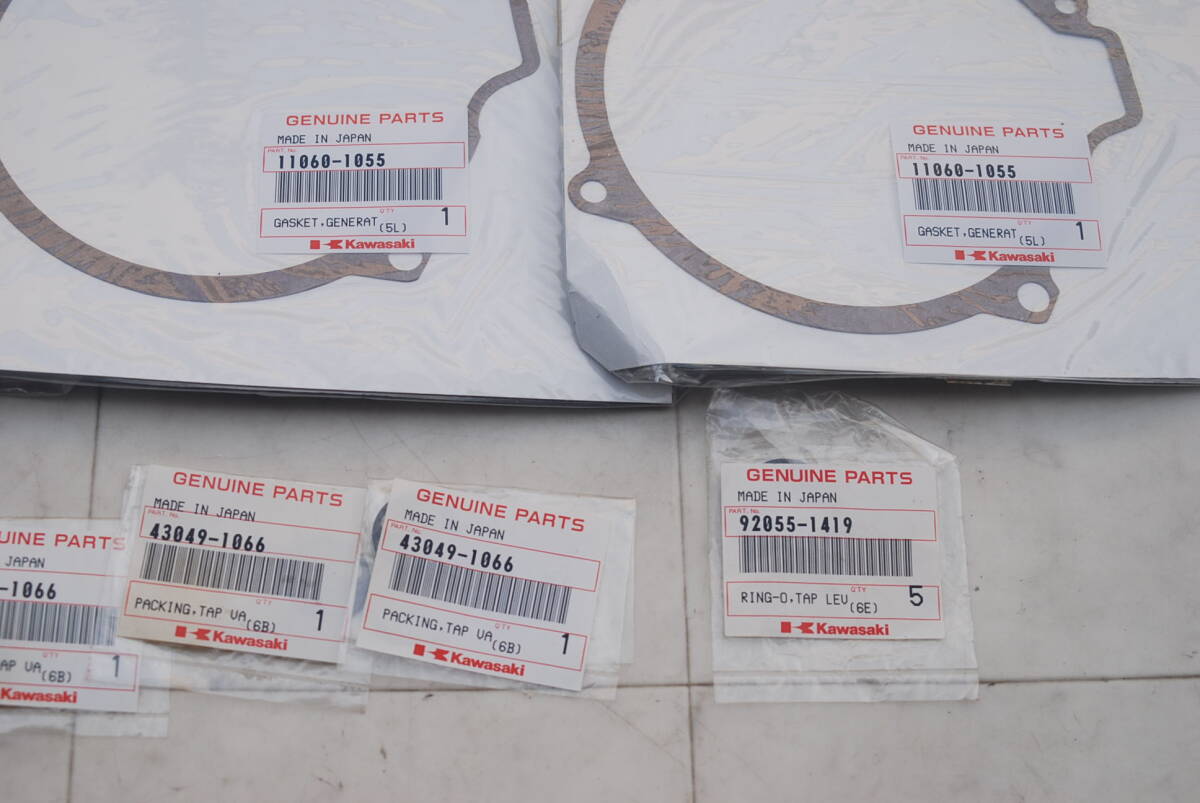 GENUINE PARTS
MADE IN JAPAN
PART No.
11060-1055
QTY
GASKET,GENERAT (5L) 1
Kawasaki
GENUINE PARTS
MADE IN JAPAN
PART No.
11060-1055
QTY
GASKET,GENERAT (5L) 1
Kawasaki
UINE PARTS
JAPAN
-1066
QTY
AP VA (6B) 1
Kawasaki
GENUINE PARTS
MADE IN JAPAN
PART No.
43049-1066
QTY
PACKING,TAP VA (6B) 1
Kawasaki
GENUINE PARTS
MADE IN JAPAN
PART No.
43049-1066
QTY
PACKING,TAP VA (6B) 1
Kawasaki
GENUINE PARTS
MADE IN JAPAN
PART No.
92055-1419
QTY
RING-O,TAP LEV (6E) 5
Kawasaki